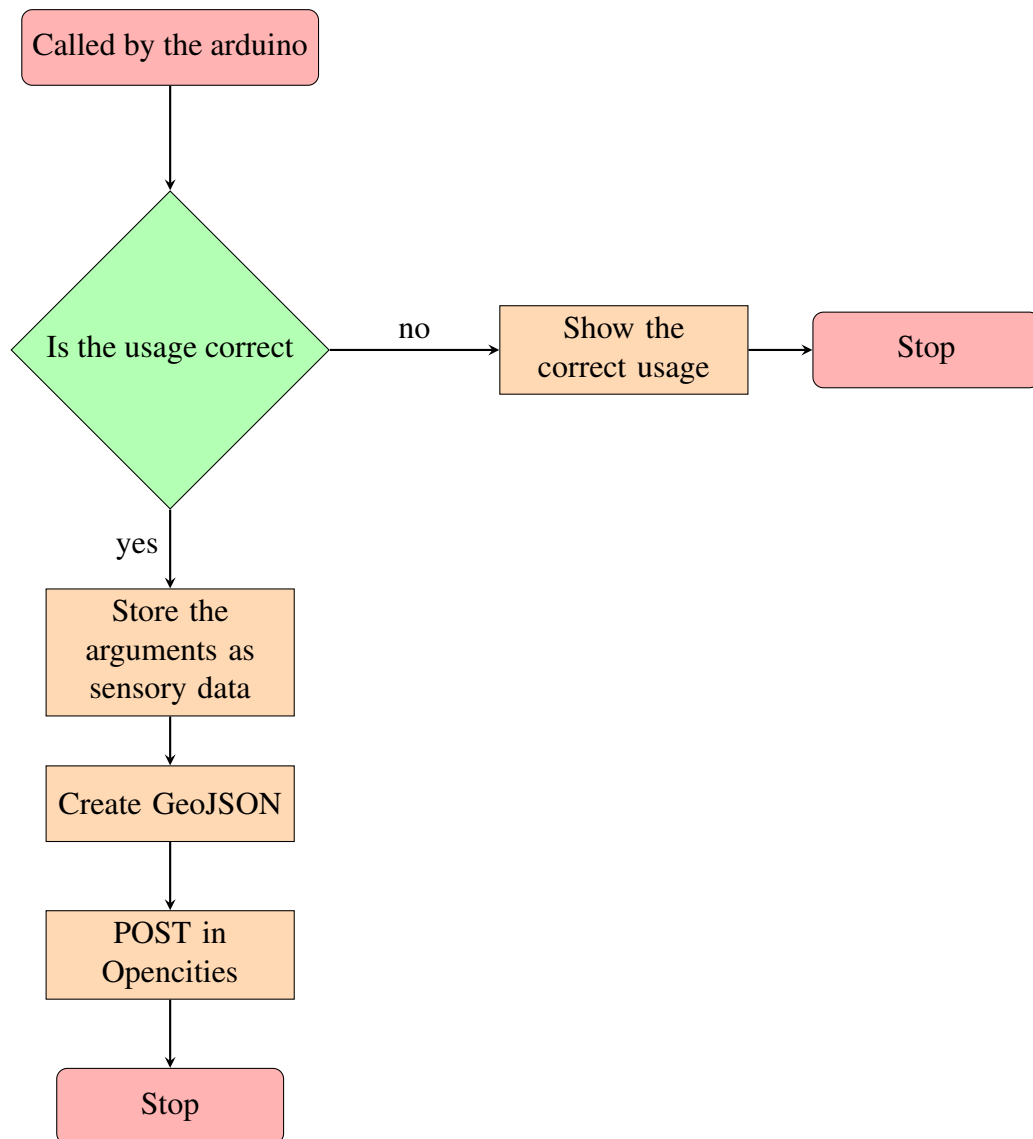 Called by the arduino
Is the usage correct
no
Show the
correct usage
Stop
yes
Store the
arguments as
sensory data
Create GeoJSON
POST in
Opencities
Stop